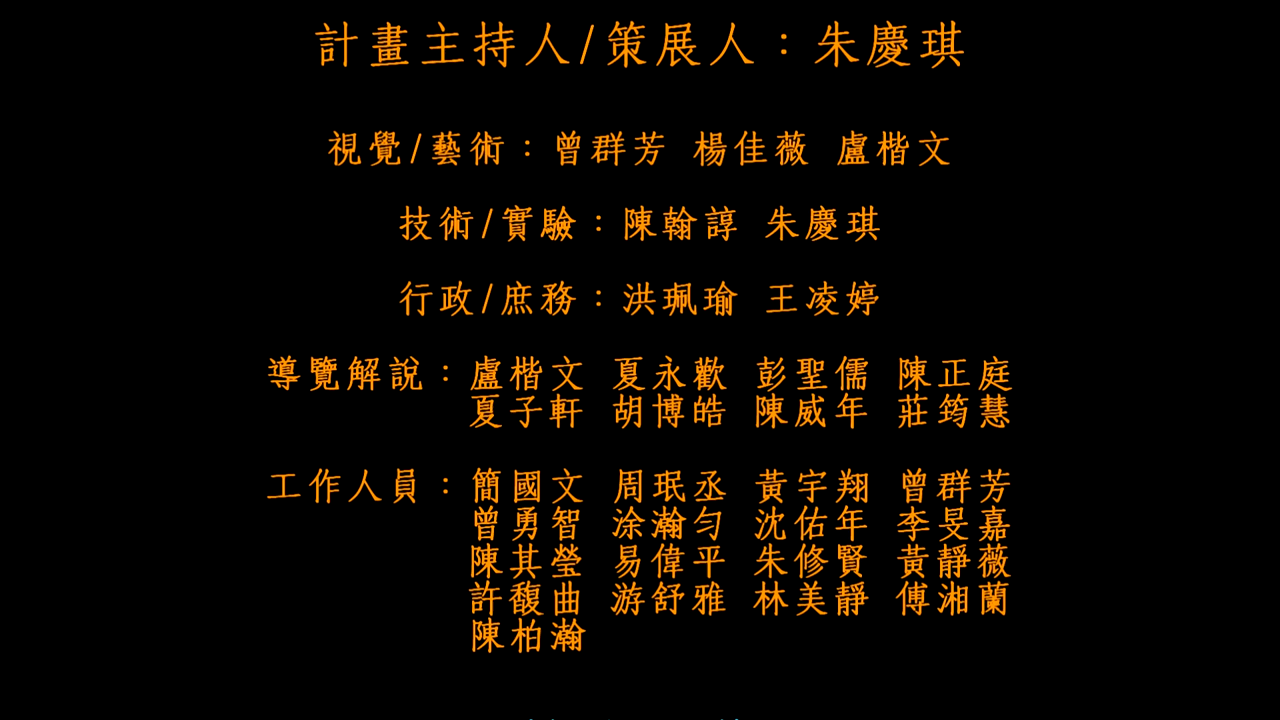 計畫主持人/策展人：朱慶琪
視覺/藝術：曾群芳 楊佳薇 盧楷文
技術/實驗：陳翰諄 朱慶琪
行政/庶務：洪珮瑜 王凌婷
導覽解說：盧楷文 夏永歡 彭聖儒 陳正庭
夏子軒 胡博皓 陳威年 莊筠慧
工作人員：簡國文 周珉丞 黃宇翔 曾群芳
曾勇智 涂瀚勻 沈佑年 李旻嘉
陳其瑩 易偉平 朱修賢 黃靜薇
許馥曲 游舒雅 林美靜 傅湘蘭
陳柏瀚